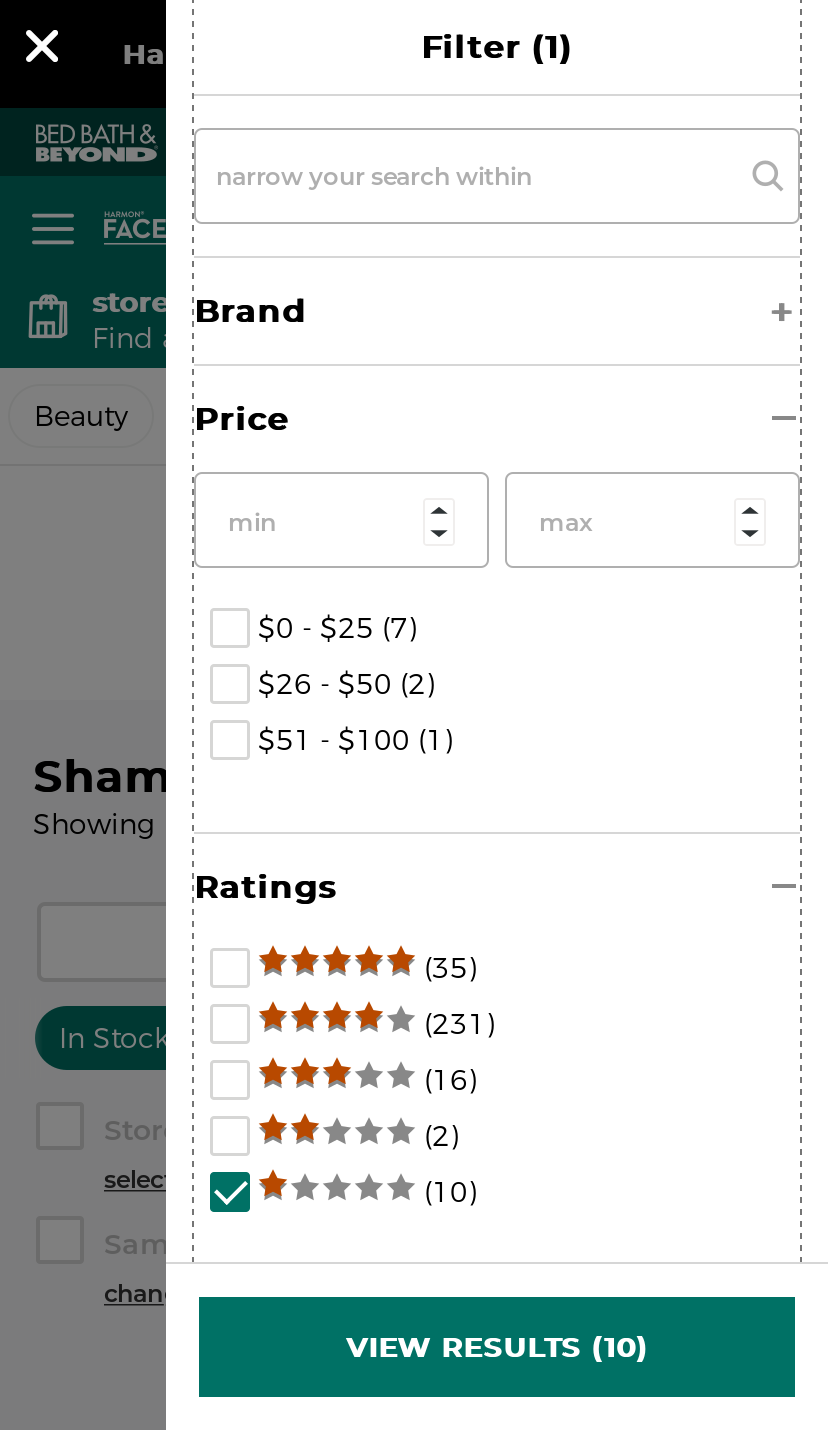 Filter (1)
Ha
BED BATH &
BEYOND
narrow your search within
HARMON®
FACE
store
Find
Brand +
Price
Beauty
min
max
$0 - $25 (7)
$26 - $50 (2)
$51 - $100 (1)
Sham
Showing
Ratings
(35)
(231)
In Stock
(16)
Store
(2)
select
(10)
Sam
chang
VIEW RESULTS (10)